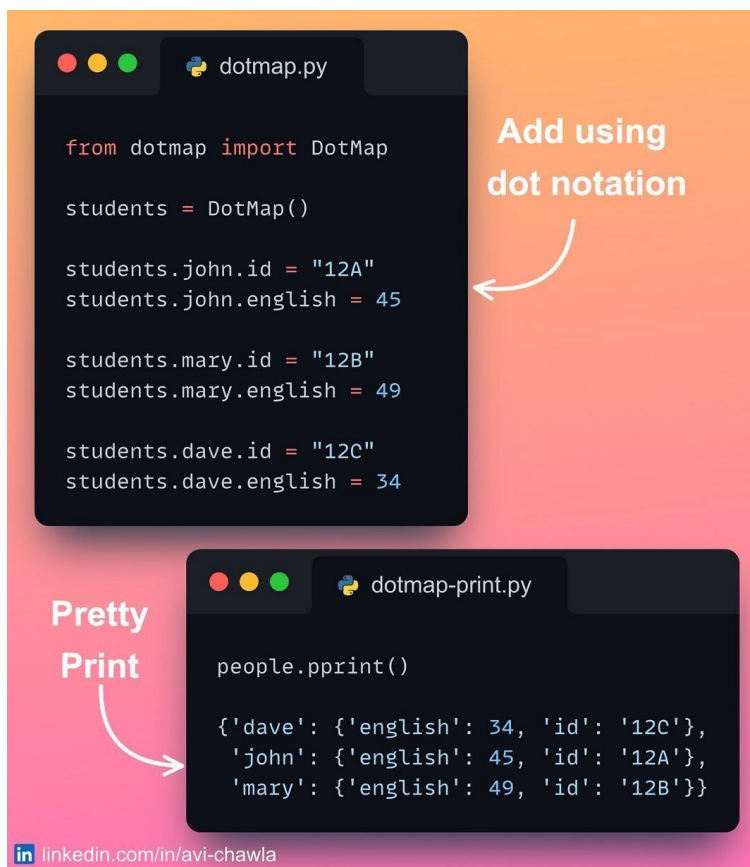 dotmap.py
from dotmap import DotMap
students = DotMap()
students.john.id = "12A"
students.john.english = 45
students.mary.id = "12B"
students.mary.english = 49
students.dave.id = "12C"
students.dave.english = 34
Add using
dot notation
Pretty
Print
dotmap-print.py
people.pprint()
{'dave': {'english': 34, 'id': '12C'},
 'john': {'english': 45, 'id': '12A'},
 'mary': {'english': 49, 'id': '12B'}}
in linkedin.com/in/avi-chawla